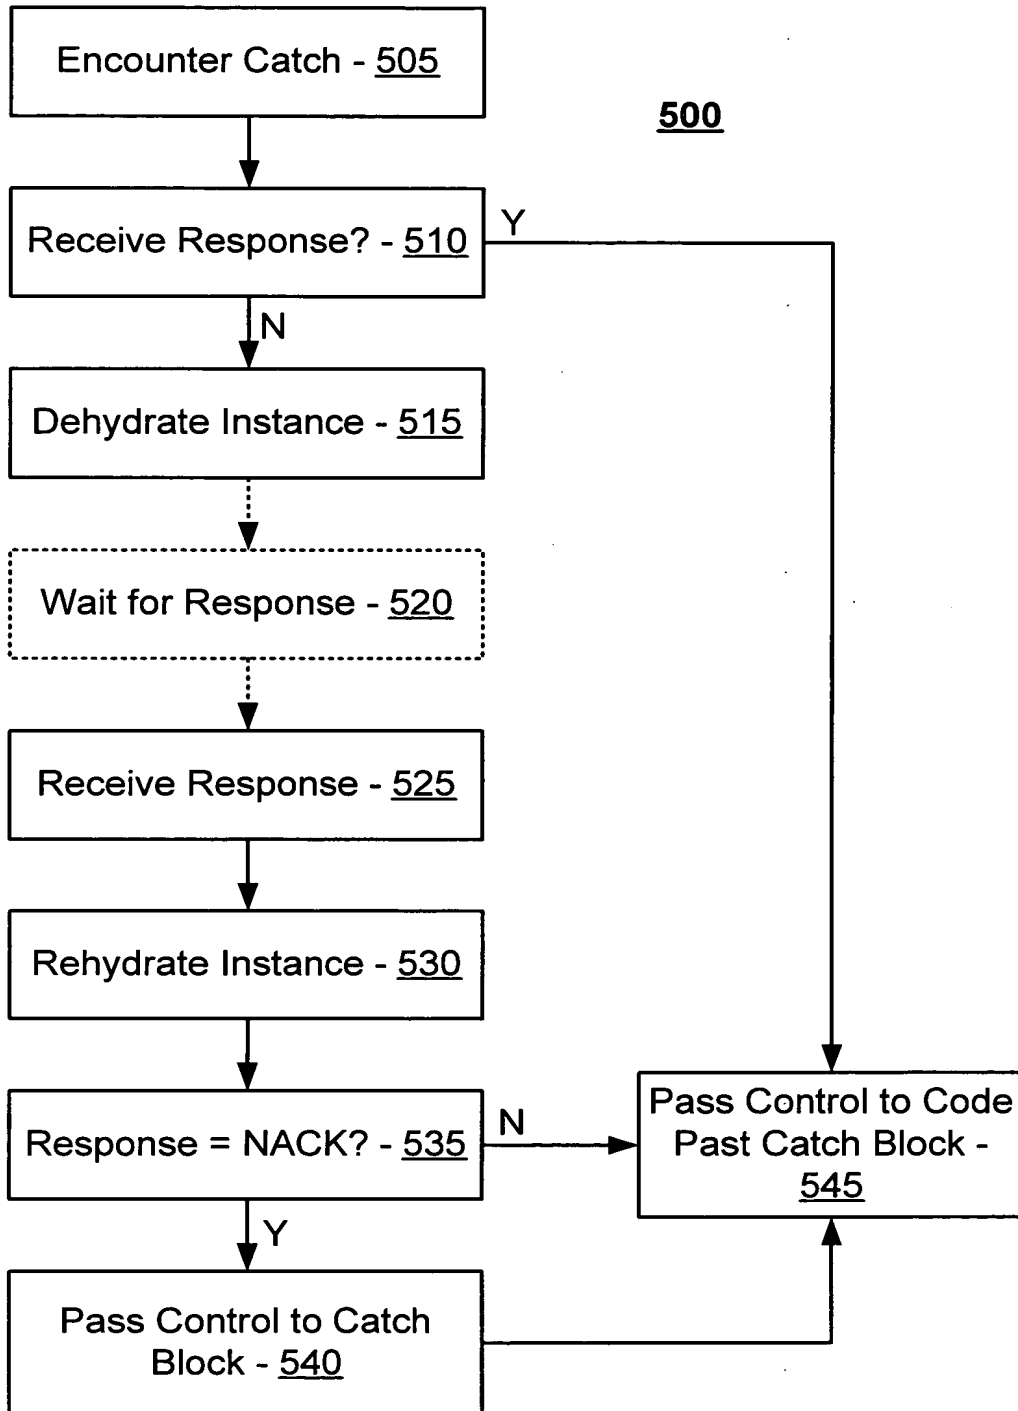 Encounter Catch - 505
500
Receive Response? - 510
Y
N
Dehydrate Instance - 515
Wait for Response - 520
Receive Response - 525
Rehydrate Instance - 530
Response = NACK? - 535
N
Pass Control to Code
Past Catch Block -
545
Y
Pass Control to Catch
Block - 540